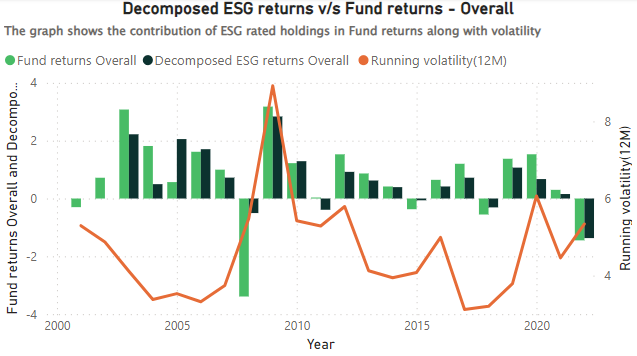 Decomposed ESG returns v/s Fund returns - Overall
The graph shows the contribution of ESG rated holdings in Fund returns along with volatility
Fund returns Overall Decomposed ESG returns Overall Running volatility(12M)
Fund returns Overall and Decompo...
4
2
0
-2
-4
8
6
4
Running volatility(12M)
2000 2005 2010 2015 2020
Year